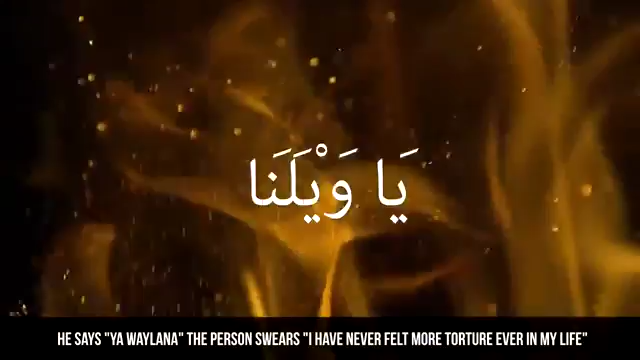 يَا وَيْلَنَا
HE SAYS "YA WAYLANA" THE PERSON SWEARS "I HAVE NEVER FELT MORE TORTURE EVER IN MY LIFE"